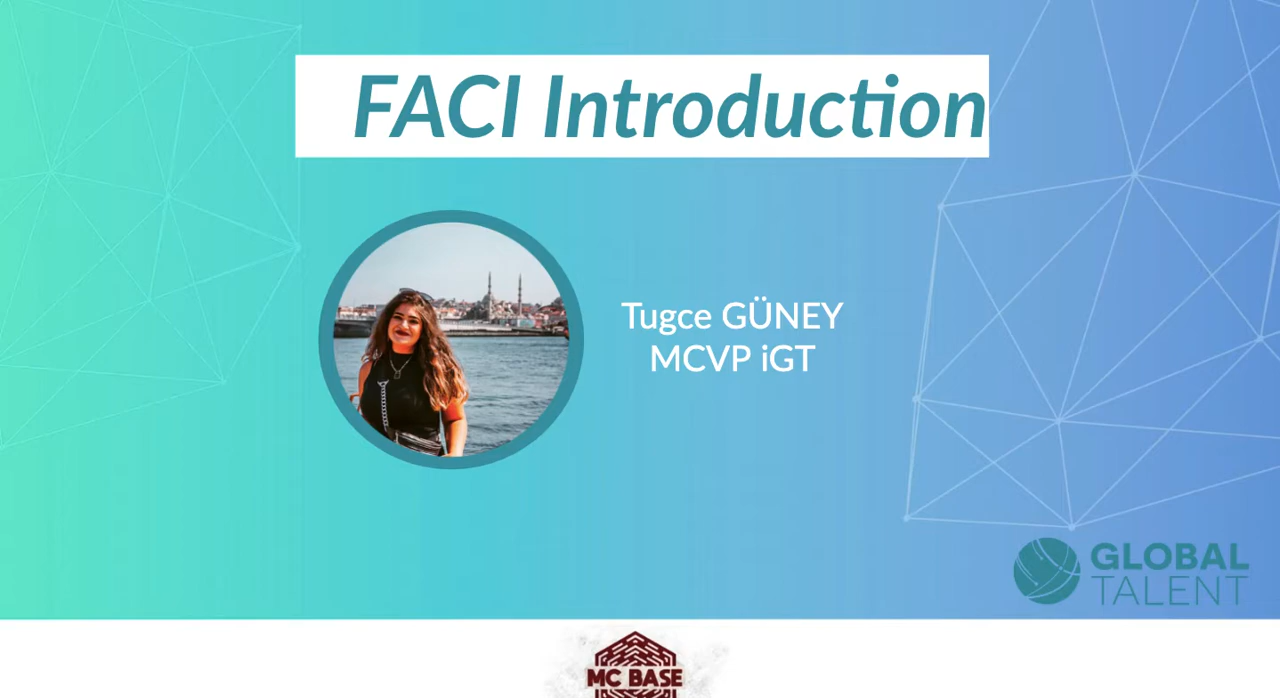 FACI Introduction
Tugce GÜNEY
MCVP iGT
GLOBAL
TALENT
MC BASE